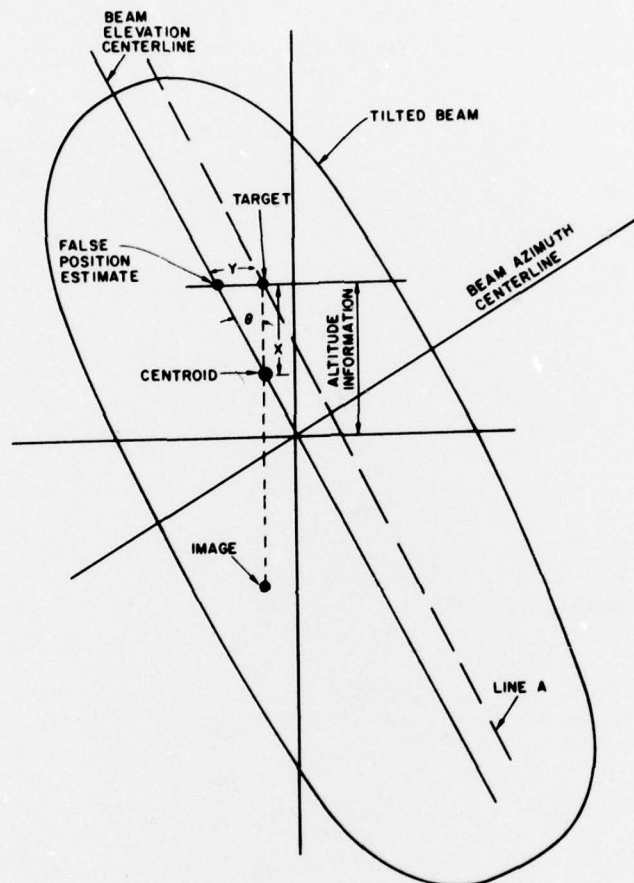 BEAM
ELEVATION
CENTERLINE
TILTED BEAM
TARGET
FALSE
POSITION
ESTIMATE
Y
BEAM AZIMUTH
CENTERLINE
θ
X
ALTITUDE
INFORMATION
CENTROID
IMAGE
LINE A